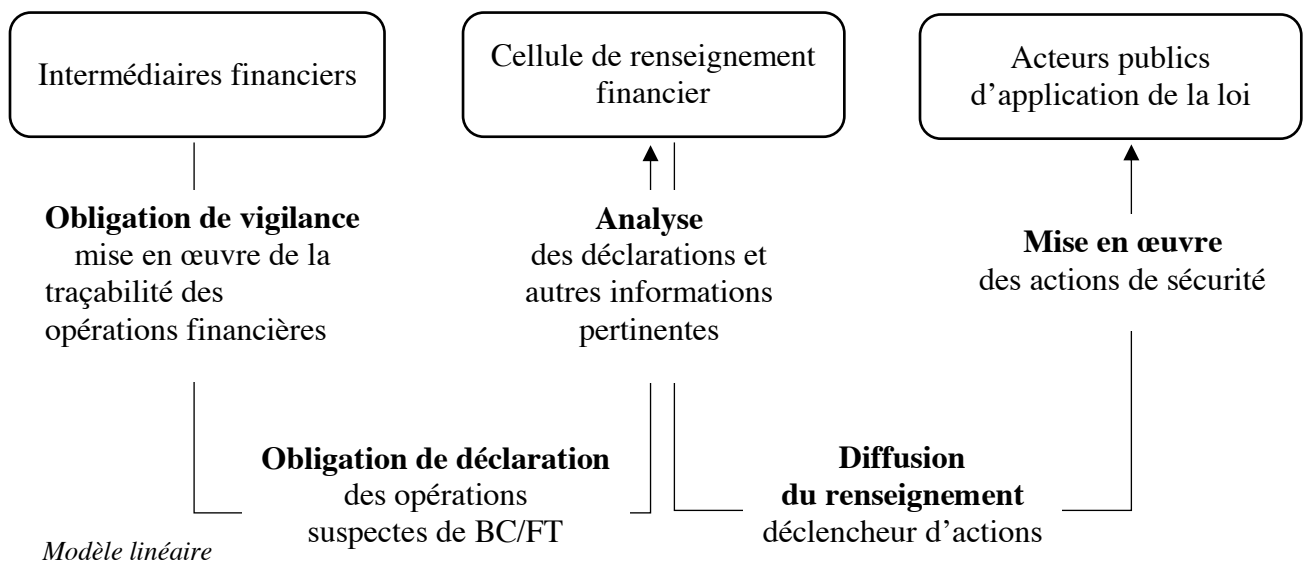 Intermédiaires financiers
Cellule de renseignement
financier
Acteurs publics
d’application de la loi
Obligation de vigilance
mise en œuvre de la
traçabilité des
opérations financières
Analyse
des déclarations et
autres informations
pertinentes
Mise en œuvre
des actions de sécurité
Obligation de déclaration
des opérations
suspectes de BC/FT
Diffusion
du renseignement
déclencheur d’actions
Modèle linéaire